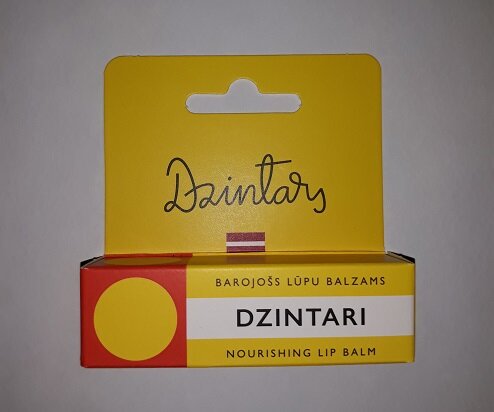 Dzintars
BAROJOŠS LŪPU BALZAMS
DZINTARI
NOURISHING LIP BALM